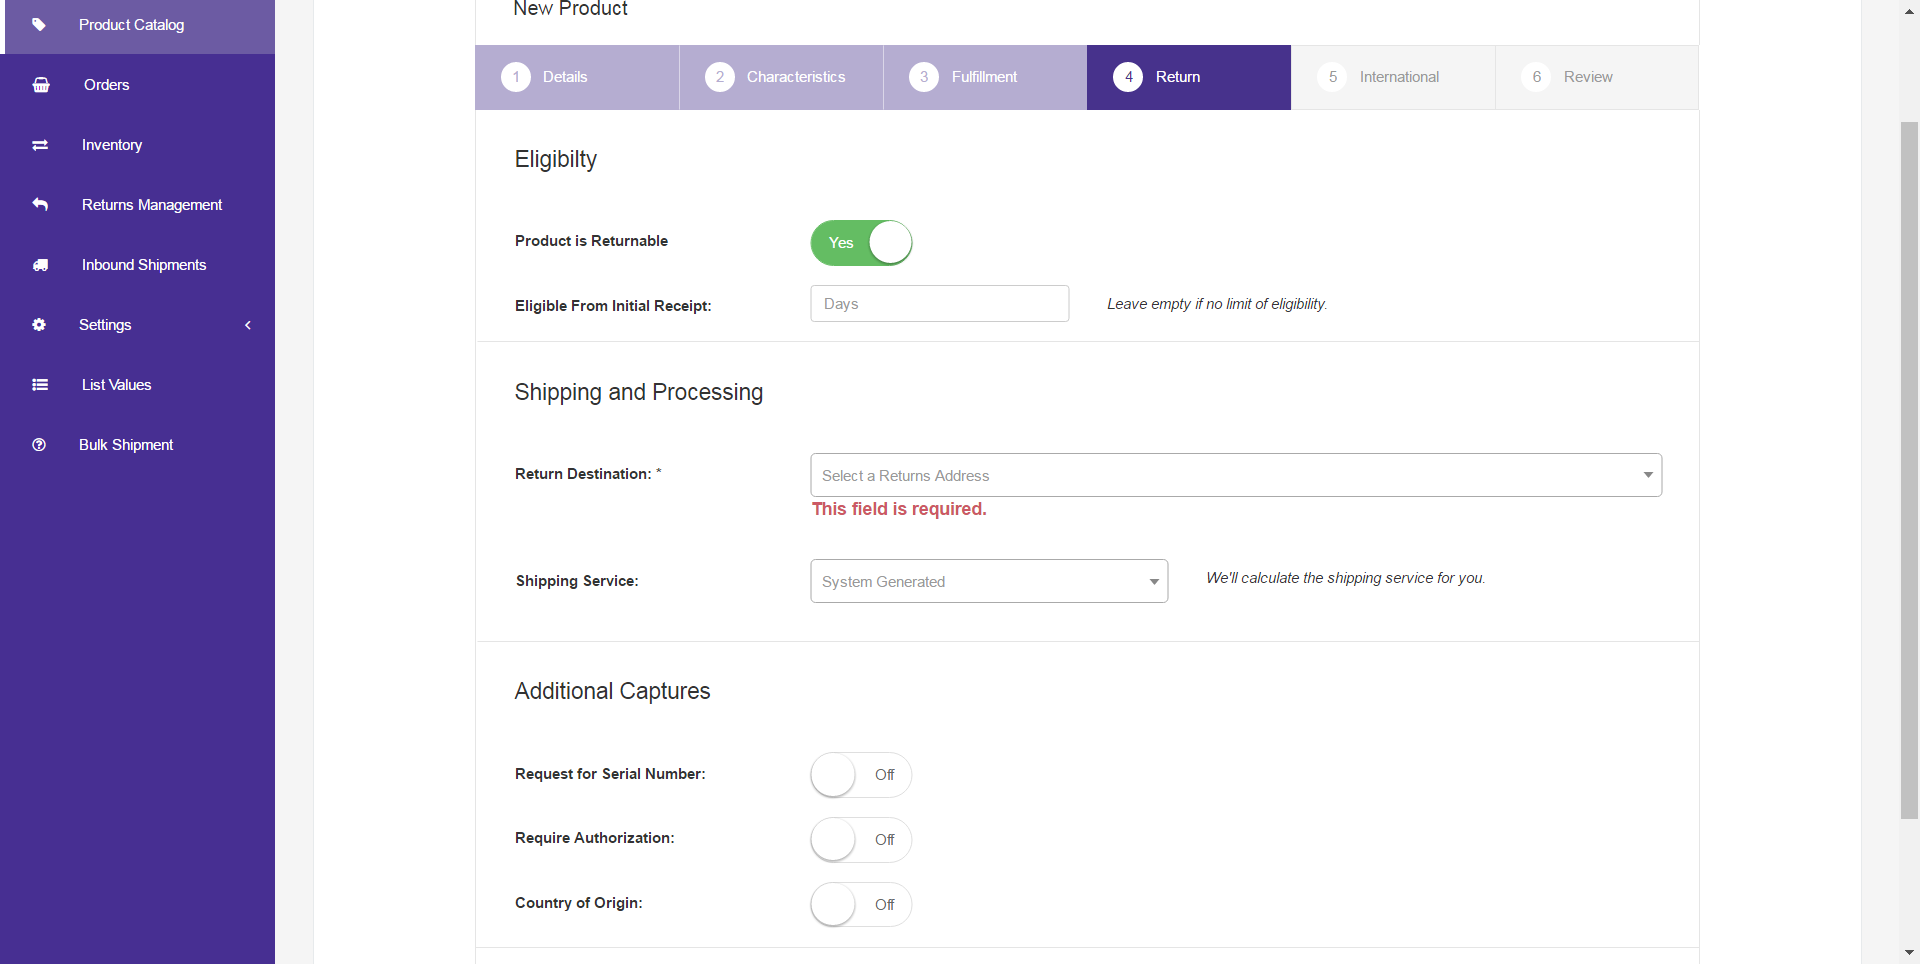 Product Catalog
Orders
Inventory
Returns Management
Inbound Shipments
Settings
List Values
Bulk Shipment
New Product
1 Details 2 Characteristics 3 Fulfillment 4 Return 5 International 6 Review
Eligibilty
Product is Returnable Yes
Eligible From Initial Receipt: Days Leave empty if no limit of eligibility.
Shipping and Processing
Return Destination: * Select a Returns Address
This field is required.
Shipping Service: System Generated We'll calculate the shipping service for you.
Additional Captures
Request for Serial Number: Off
Require Authorization: Off
Country of Origin: Off